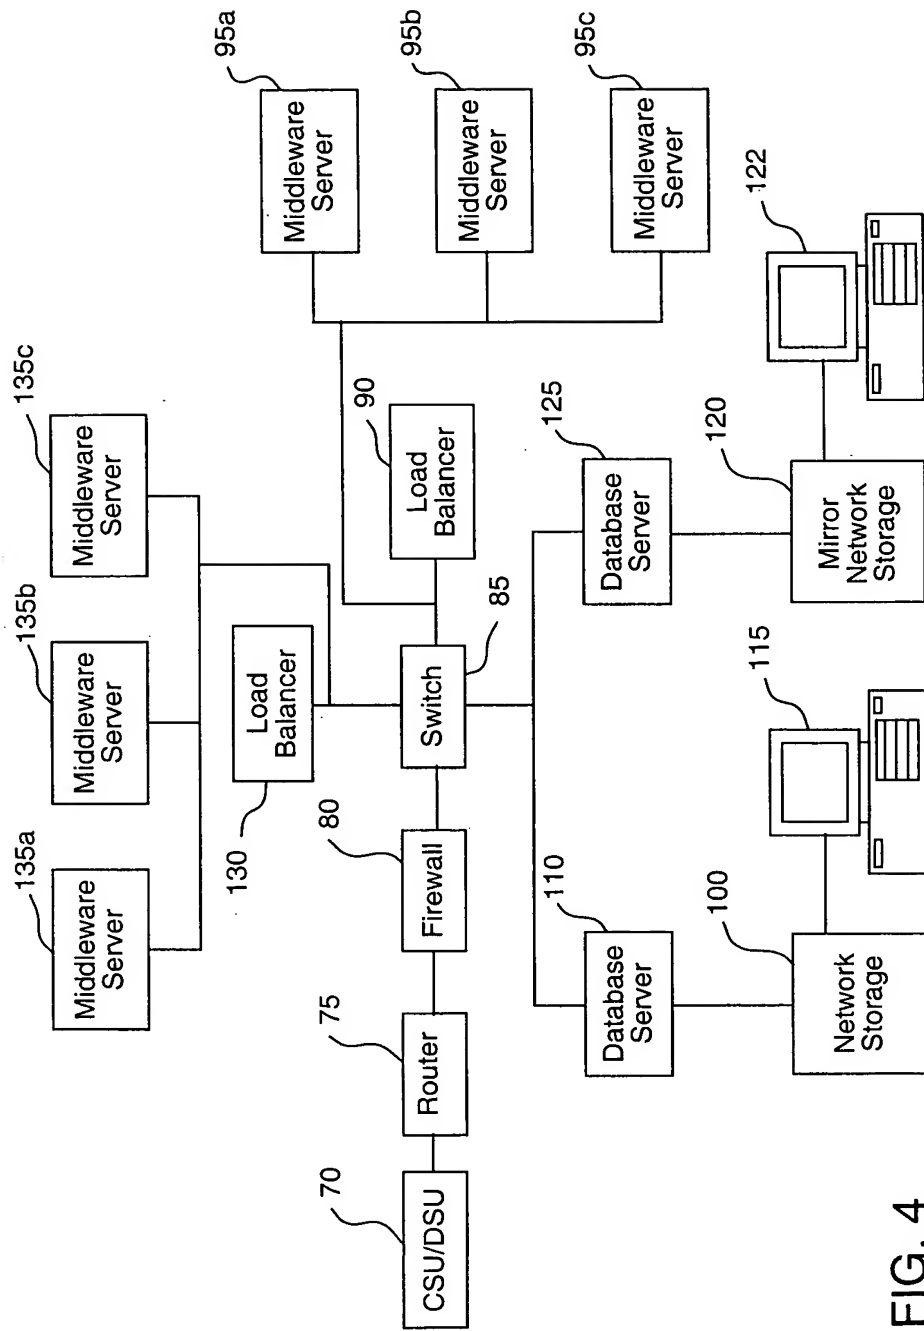 135a
135b
135c
Middleware
Server
Middleware
Server
Middleware
Server
95a
Middleware
Server
95b
Middleware
Server
95c
Middleware
Server
130
Load
Balancer
90
Load
Balancer
70
CSU/DSU
75
Router
80
Firewall
Switch
85
110
Database
Server
125
Database
Server
100
Network
Storage
115
120
Mirror
Network
Storage
122
FIG. 4